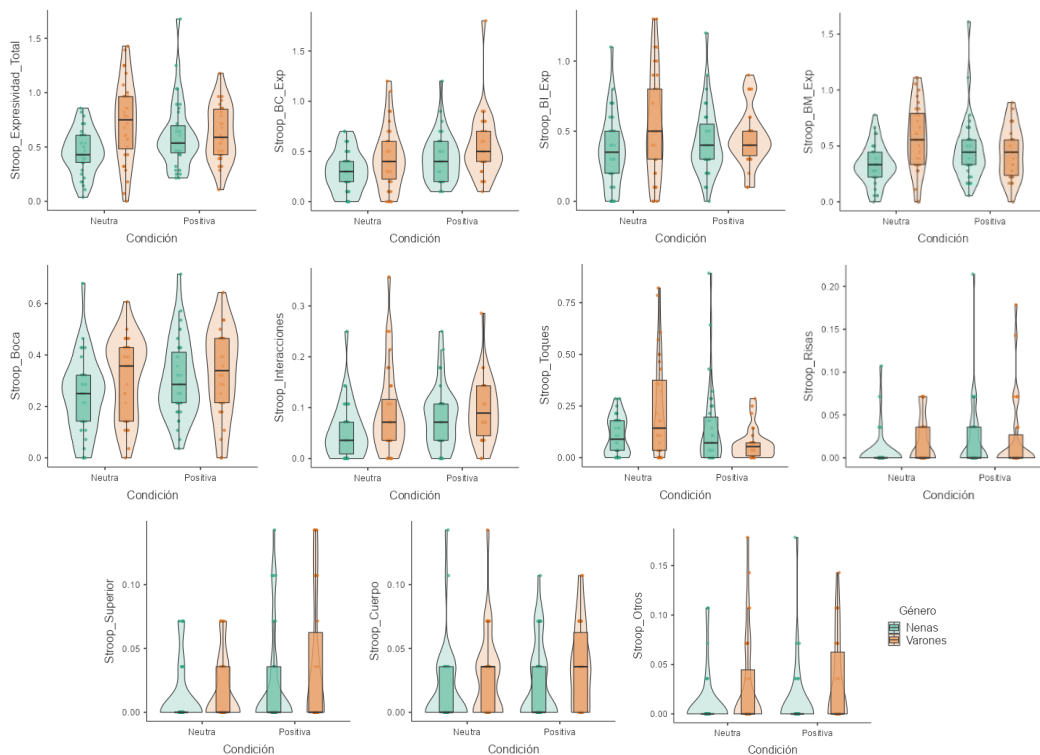 Stroop_Expresividad_Total
1.5
1.0
0.5
0.0
Neutra Positiva
Condición
Stroop_BC_Exp
1.5
1.0
0.5
0.0
Neutra Positiva
Condición
Stroop_BI_Exp
1.0
0.5
0.0
Neutra Positiva
Condición
Stroop_BM_Exp
1.5
1.0
0.5
0.0
Neutra Positiva
Condición
Stroop_Boca
0.6
0.4
0.2
0.0
Neutra Positiva
Condición
Stroop_Interacciones
0.3
0.2
0.1
0.0
Neutra Positiva
Condición
Stroop_Toques
0.75
0.50
0.25
0.00
Neutra Positiva
Condición
Stroop_Risas
0.20
0.15
0.10
0.05
0.00
Neutra Positiva
Condición
Stroop_Superior
0.10
0.05
0.00
Neutra Positiva
Condición
Stroop_Cuerpo
0.10
0.05
0.00
Neutra Positiva
Condición
Stroop_Otros
0.15
0.10
0.05
0.00
Neutra Positiva
Condición
Género
Nenas
Varones